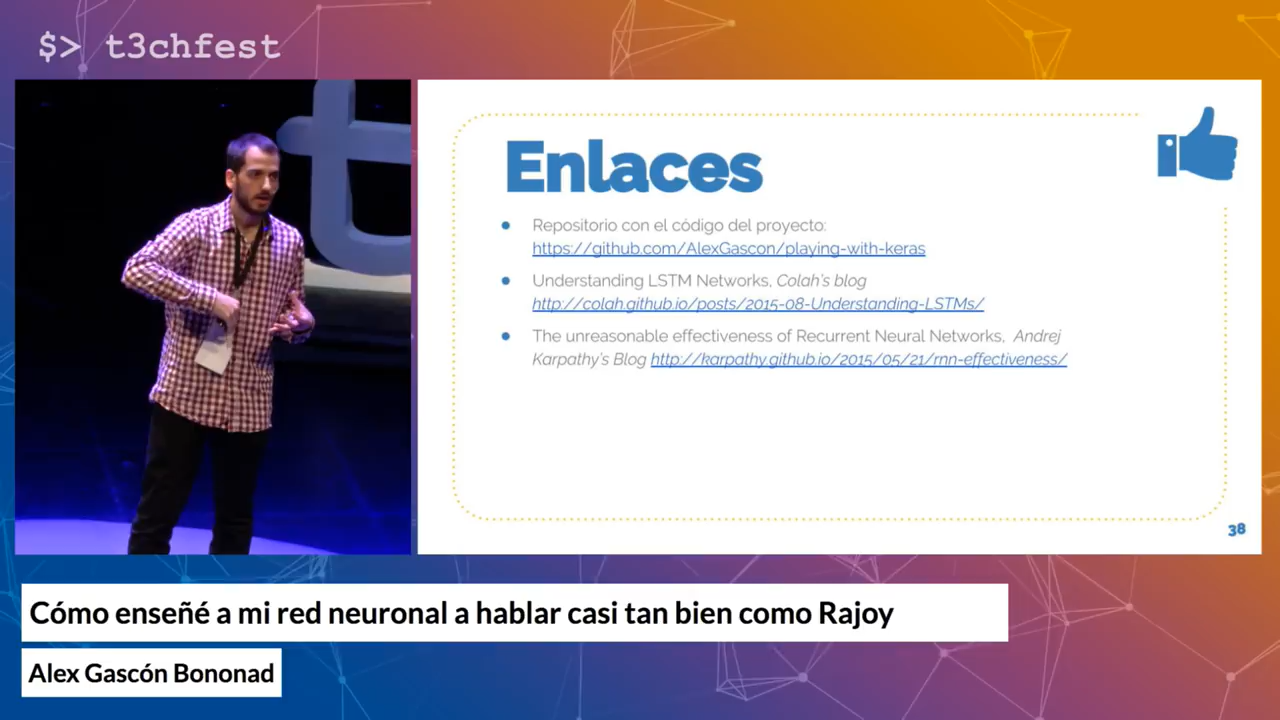 $> t3chfest
Enlaces
● Repositorio con el código del proyecto:
https://github.com/AlexGascon/playing-with-keras
● Understanding LSTM Networks, Colah's blog
http://colah.github.io/posts/2015-08-Understanding-LSTMs/
● The unreasonable effectiveness of Recurrent Neural Networks, Andrej
Karpathy's Blog http://karpathy.github.io/2015/05/21/rnn-effectiveness/
38
Cómo enseñé a mi red neuronal a hablar casi tan bien como Rajoy
Alex Gascón Bononad